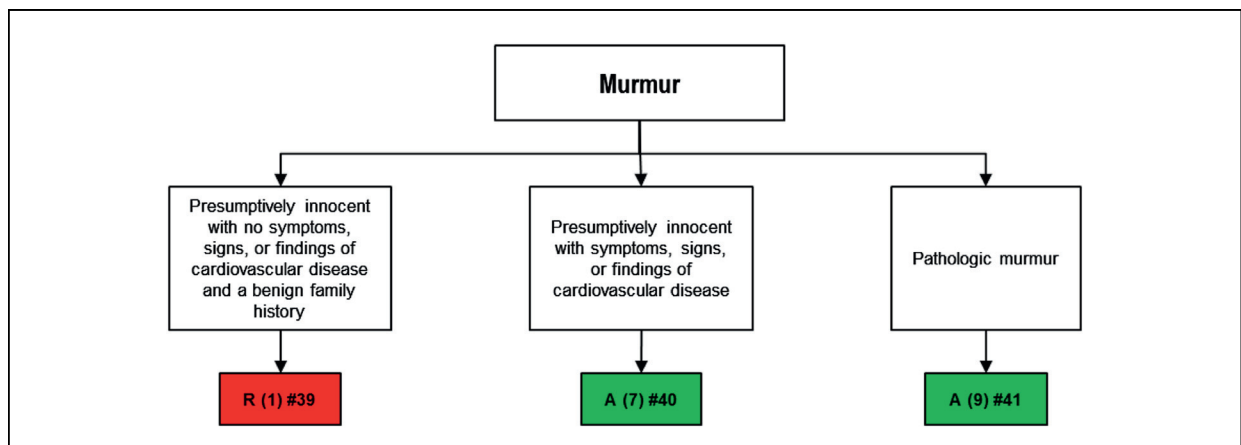 Murmur
Presumptively innocent
with no symptoms,
signs, or findings of
cardiovascular disease
and a benign family
history
Presumptively innocent
with symptoms, signs,
or findings of
cardiovascular disease
Pathologic murmur
R (1) #39
A (7) #40
A (9) #41